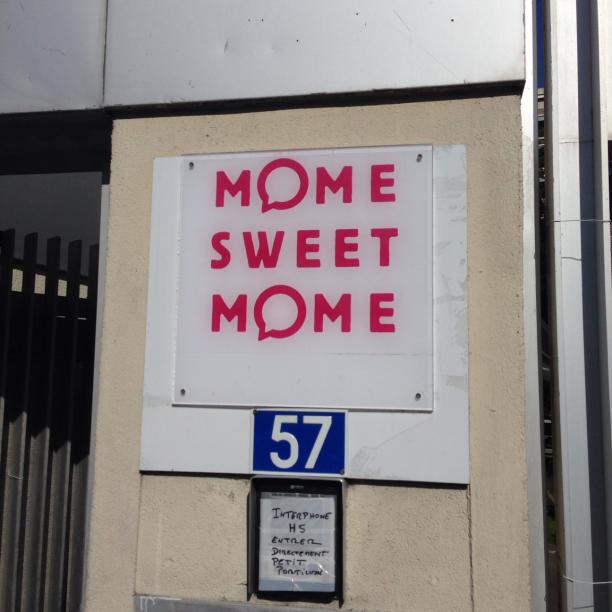 MOME
SWEET
MOME
57
INTERPHONE
HS
ENTRER
DIRECTEMENT
PETIT
PORTILLON